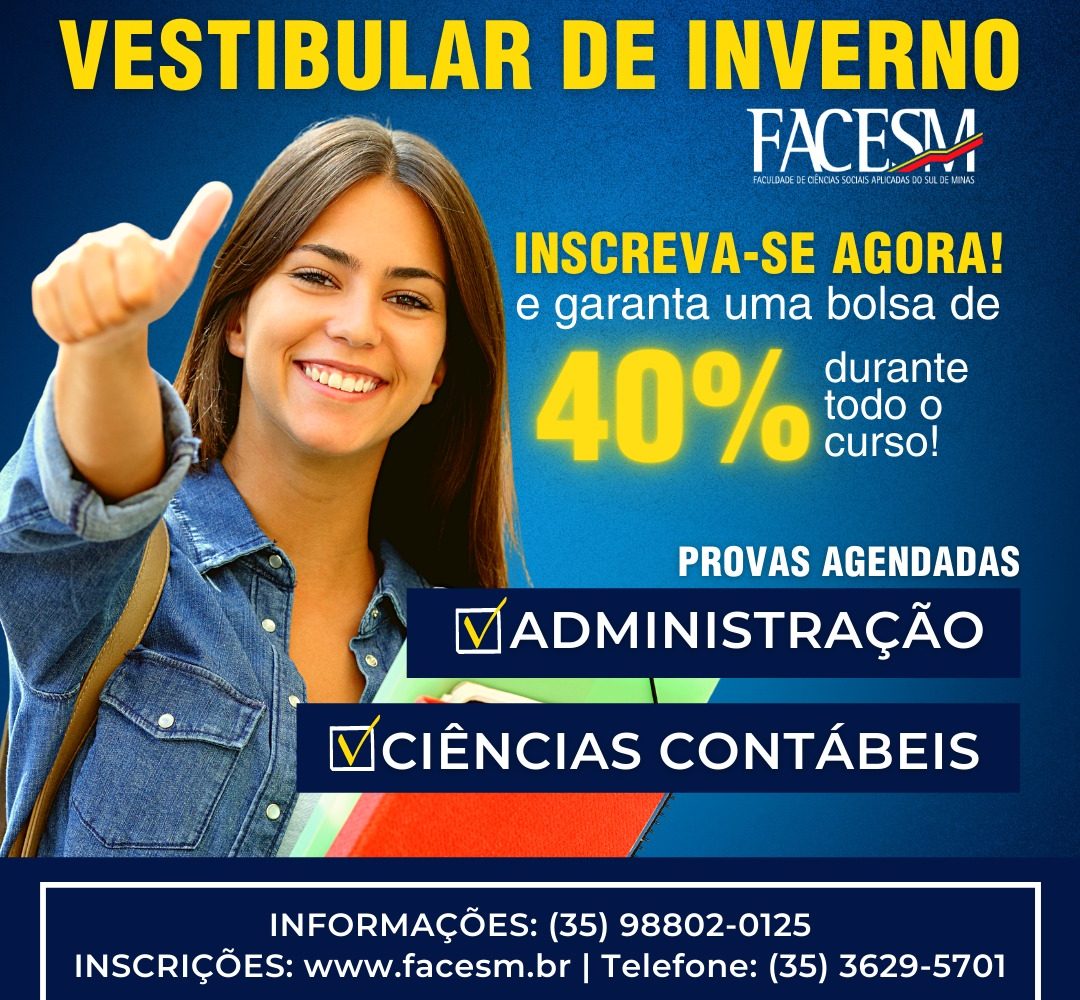 VESTIBULAR DE INVERNO
FACESM
FACULDADE DE CIÊNCIAS SOCIAIS APLICADAS DO SUL DE MINAS
INSCREVA-SE AGORA!
e garanta uma bolsa de
40%
durante
todo o
curso!
PROVAS AGENDADAS
ADMINISTRAÇÃO
CIÊNCIAS CONTÁBEIS
INFORMAÇÕES: (35) 98802-0125
INSCRIÇÕES: www.facesm.br | Telefone: (35) 3629-5701